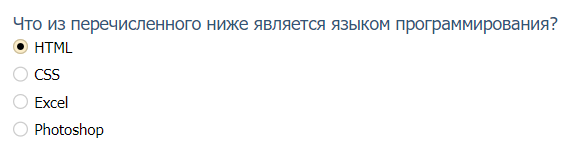 Что из перечисленного ниже является языком программирования?
HTML
CSS
Excel
Photoshop